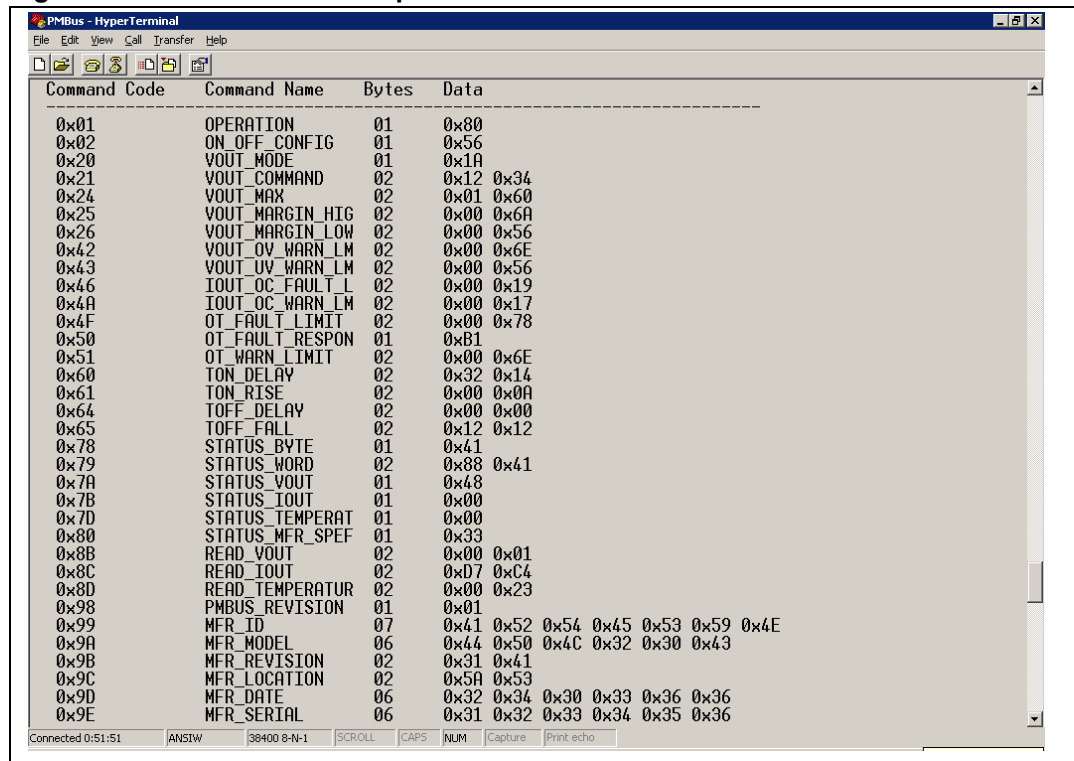 PMBus - HyperTerminal
File Edit View Call Transfer Help
Command Code Command Name Bytes Data
--------------------------------------------------------------------------------
0x01 OPERATION 01 0x80
0x02 ON_OFF_CONFIG 01 0x56
0x20 VOUT_MODE 01 0x1A
0x21 VOUT_COMMAND 02 0x12 0x34
0x24 VOUT_MAX 02 0x01 0x60
0x25 VOUT_MARGIN_HIG 02 0x00 0x6A
0x26 VOUT_MARGIN_LOW 02 0x00 0x56
0x42 VOUT_OV_WARN_LM 02 0x00 0x6E
0x43 VOUT_UV_WARN_LM 02 0x00 0x56
0x46 IOUT_OC_FAULT_L 02 0x00 0x19
0x4A IOUT_OC_WARN_LM 02 0x00 0x17
0x4F OT_FAULT_LIMIT 02 0x00 0x78
0x50 OT_FAULT_RESPON 01 0xB1
0x51 OT_WARN_LIMIT 02 0x00 0x6E
0x60 TON_DELAY 02 0x32 0x14
0x61 TON_RISE 02 0x00 0x0A
0x64 TOFF_DELAY 02 0x00 0x00
0x65 TOFF_FALL 02 0x12 0x12
0x78 STATUS_BYTE 01 0x41
0x79 STATUS_WORD 02 0x88 0x41
0x7A STATUS_VOUT 01 0x48
0x7B STATUS_IOUT 01 0x00
0x7D STATUS_TEMPERAT 01 0x00
0x80 STATUS_MFR_SPEF 01 0x33
0x8B READ_VOUT 02 0x00 0x01
0x8C READ_IOUT 02 0xD7 0xC4
0x8D READ_TEMPERATUR 02 0x00 0x23
0x98 PMBUS_REVISION 01 0x01
0x99 MFR_ID 07 0x41 0x52 0x54 0x45 0x53 0x59 0x4E
0x9A MFR_MODEL 06 0x44 0x50 0x4C 0x32 0x30 0x43
0x9B MFR_REVISION 02 0x31 0x41
0x9C MFR_LOCATION 02 0x5A 0x53
0x9D MFR_DATE 06 0x32 0x34 0x30 0x33 0x36 0x36
0x9E MFR_SERIAL 06 0x31 0x32 0x33 0x34 0x35 0x36
Connected 0:51:51 ANSIW 38400 8-N-1 SCROLL CAPS NUM Capture Print echo